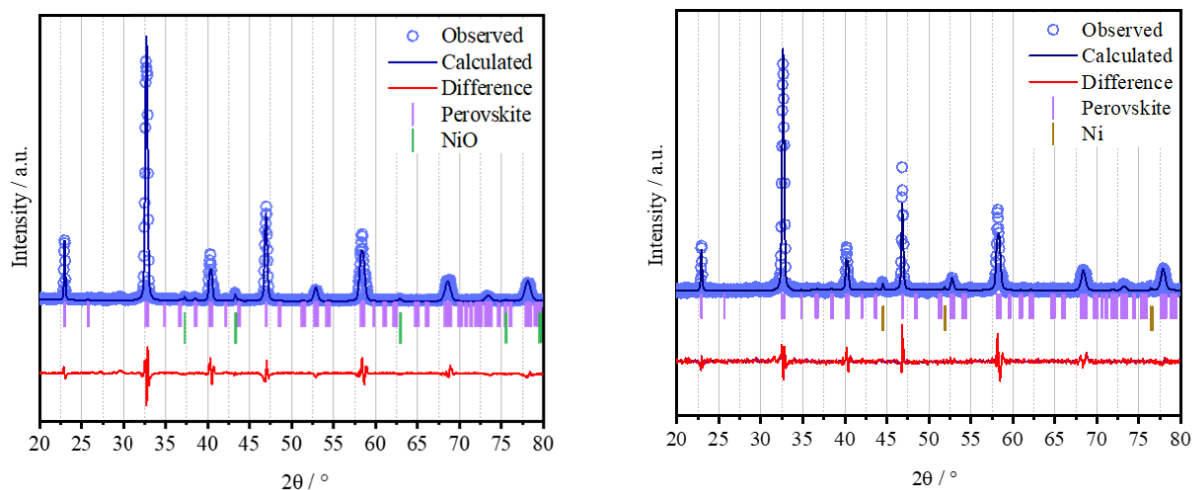 Observed
Calculated
Difference
Perovskite
NiO
Intensity / a.u.
20 25 30 35 40 45 50 55 60 65 70 75 80
2θ / °
Observed
Calculated
Difference
Perovskite
Ni
Intensity / a.u.
20 25 30 35 40 45 50 55 60 65 70 75 80
2θ / °